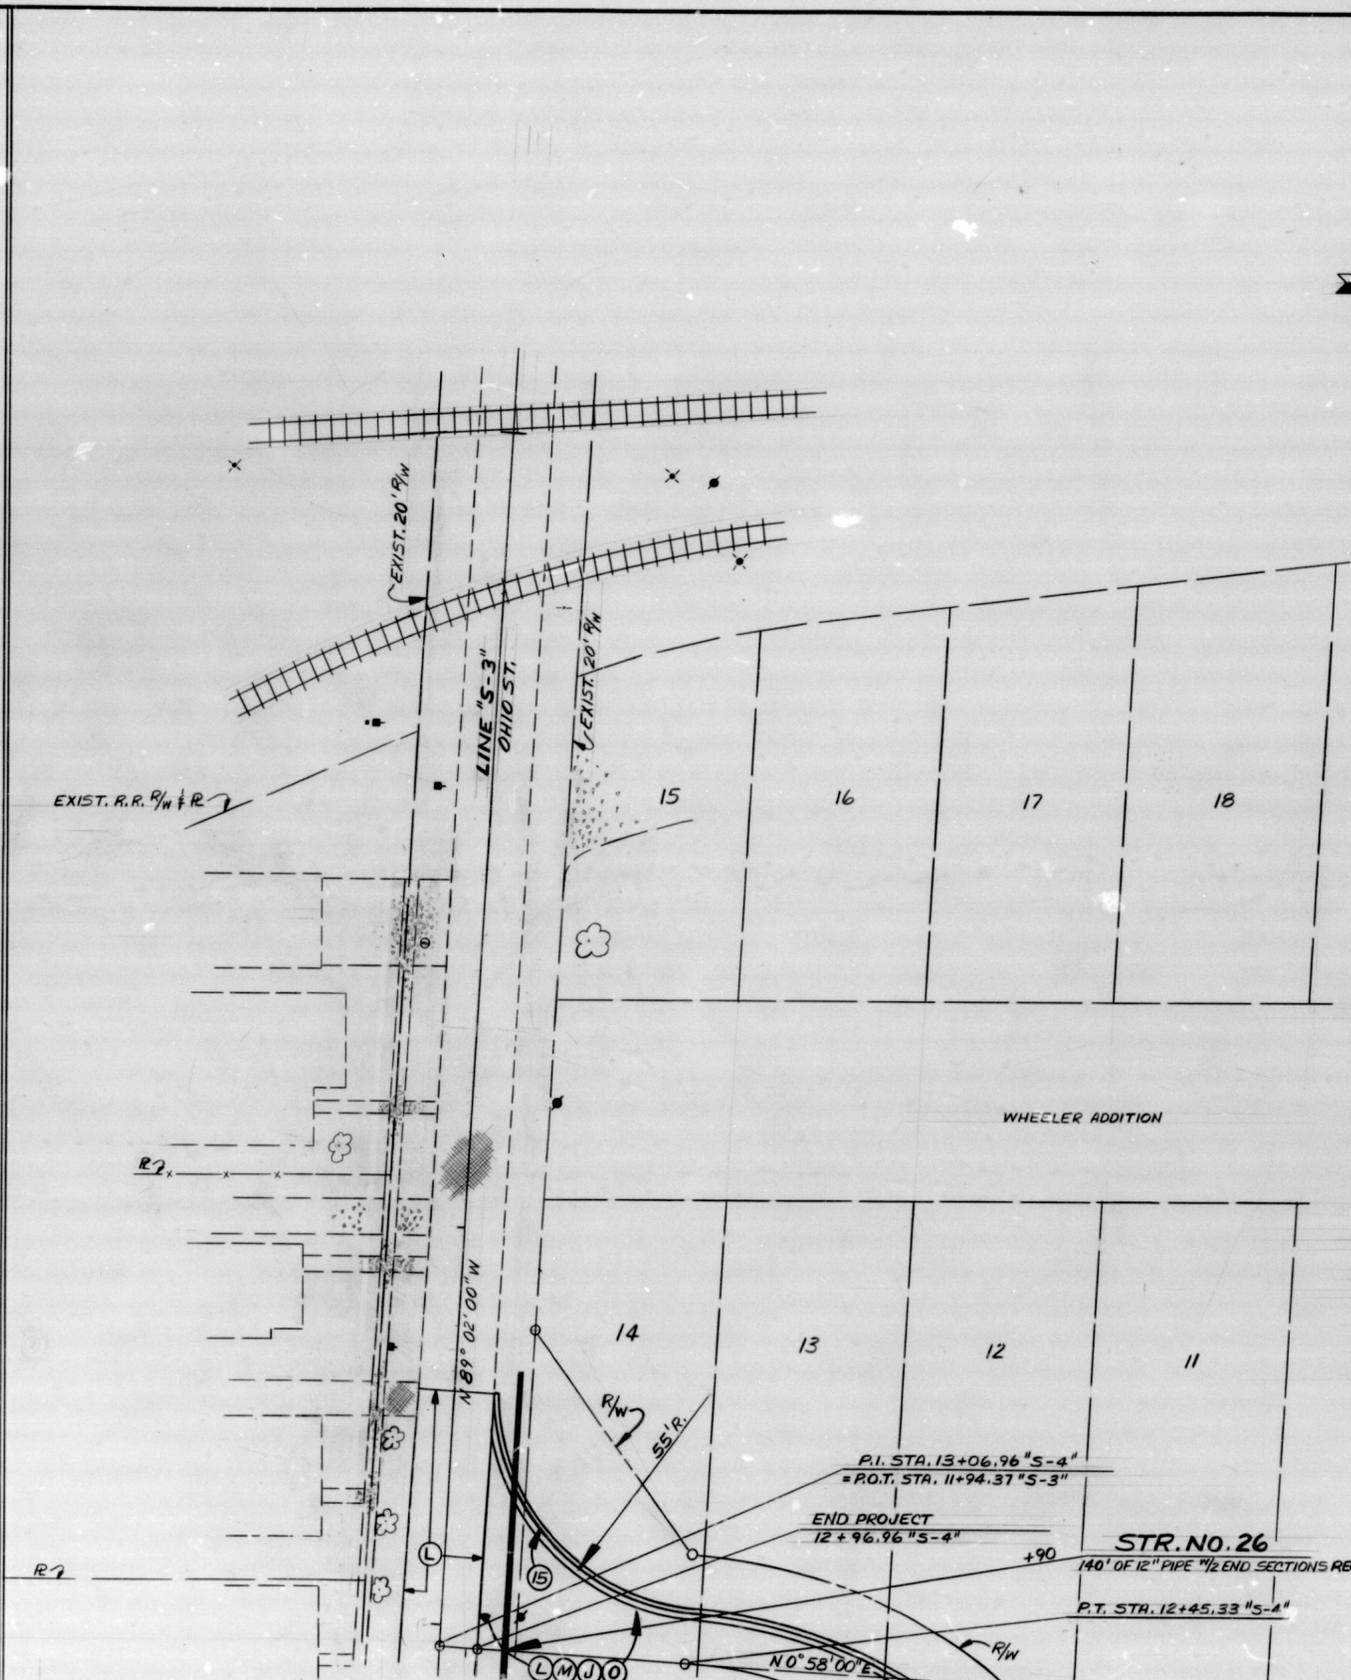 EXIST. 20' R/W
LINE "S-3"
OHIO ST.
EXIST. 20' R/W
EXIST. R.R. R/W & PL
15
16
17
18
WHEELER ADDITION
PL
N 89° 02' 00" W
14
13
12
11
R/W
55' R.
P.I. STA. 13+06.96 "S-4"
= P.O.T. STA. 11+94.37 "S-3"
END PROJECT
12+96.96 "S-4"
+90
STR. NO. 26
140' OF 12" PIPE W/2 END SECTIONS RE
L
15
PL
P.T. STA. 12+45.33 "S-4"
R/W
N 0° 58' 00" E
L M J O